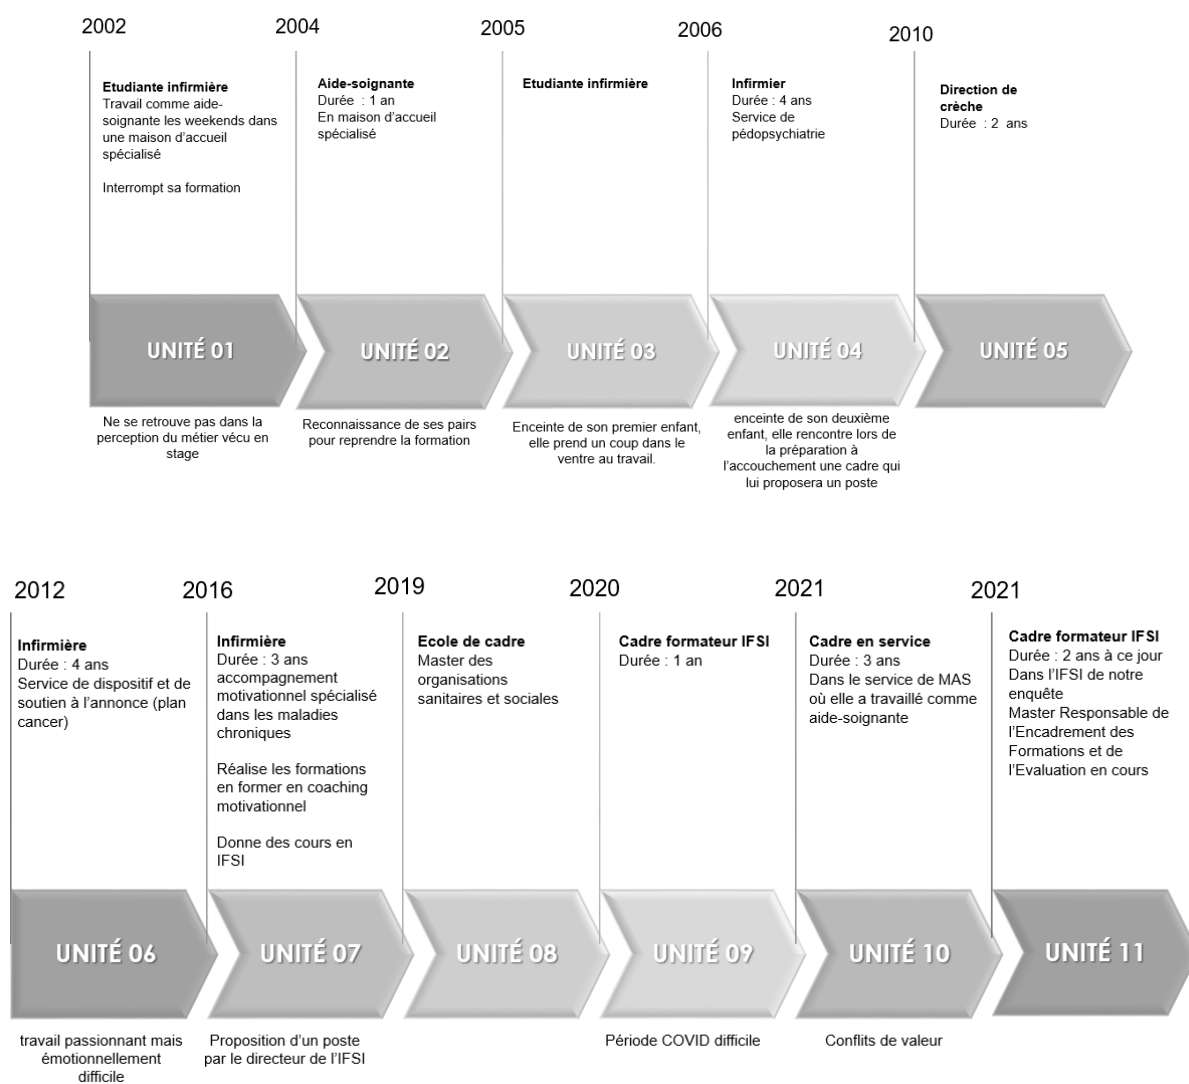 2002
2004
2005
2006
2010
Etudiante infirmière
Travail comme aide-
soignante les weekends dans
une maison d'accueil
spécialisé
Interrompt sa formation
Aide-soignante
Durée : 1 an
En maison d'accueil
spécialisé
Etudiante infirmière
Infirmier
Durée : 4 ans
Service de
pédopsychiatrie
Direction de
crèche
Durée : 2 ans
UNITÉ 01
UNITÉ 02
UNITÉ 03
UNITÉ 04
UNITÉ 05
Ne se retrouve pas dans la
perception du métier vécu en
stage
Reconnaissance de ses pairs
pour reprendre la formation
Enceinte de son premier enfant,
elle prend un coup dans le
ventre au travail.
enceinte de son deuxième
enfant, elle rencontre lors de
la préparation à
l'accouchement une cadre qui
lui proposera un poste
2012
2016
2019
2020
2021
2021
Infirmière
Durée : 4 ans
Service de dispositif et de
soutien à l'annonce (plan
cancer)
Infirmière
Durée : 3 ans
accompagnement
motivationnel spécialisé
dans les maladies
chroniques
Réalise les formations
en former en coaching
motivationnel
Donne des cours en
IFSI
Ecole de cadre
Master des
organisations
sanitaires et sociales
Cadre formateur IFSI
Durée : 1 an
Cadre en service
Durée : 3 ans
Dans le service de MAS
où elle a travaillé comme
aide-soignante
Cadre formateur IFSI
Durée : 2 ans à ce jour
Dans l'IFSI de notre
enquête
Master Responsable de
l'Encadrement des
Formations et de
l'Evaluation en cours
UNITÉ 06
UNITÉ 07
UNITÉ 08
UNITÉ 09
UNITÉ 10
UNITÉ 11
travail passionnant mais
émotionnellement
difficile
Proposition d'un poste
par le directeur de l'IFSI
Période COVID difficile
Conflits de valeur